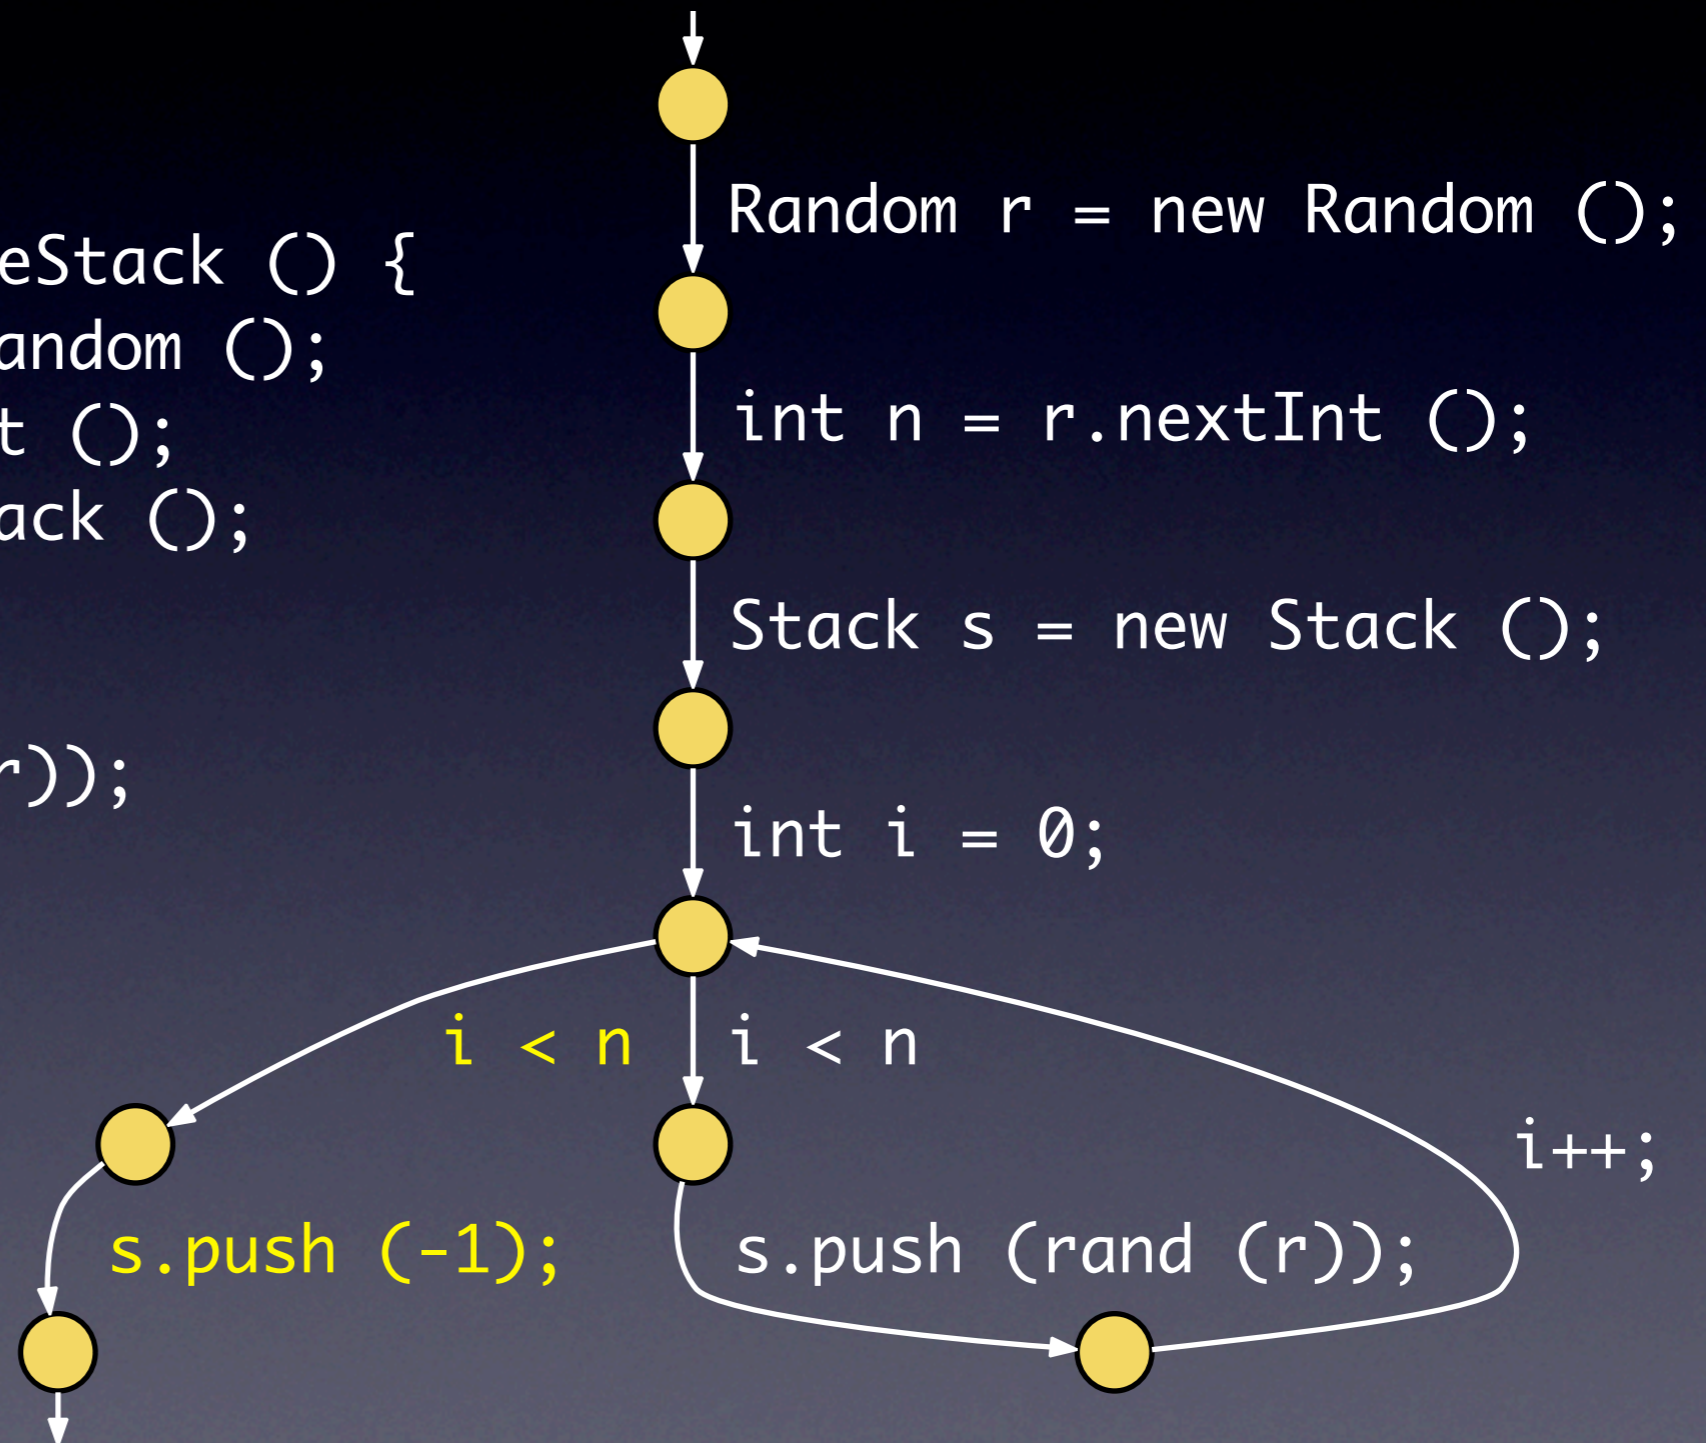 eStack () {
andom ();
t ();
ack ();
r));
Random r = new Random ();
int n = r.nextInt ();
Stack s = new Stack ();
int i = 0;
i < n
i < n
i++;
s.push (-1);
s.push (rand (r));